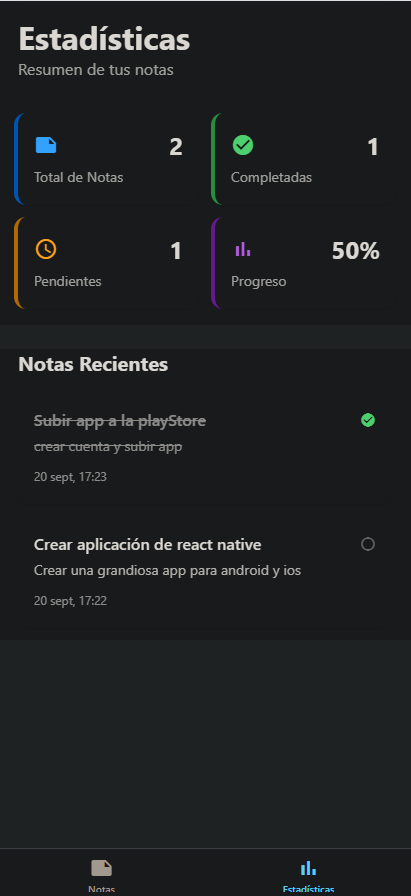 Estadísticas
Resumen de tus notas
2
Total de Notas
1
Completadas
1
Pendientes
50%
Progreso
Notas Recientes
Subir app a la playStore
crear cuenta y subir app
20 sept, 17:23
Crear aplicación de react native
Crear una grandiosa app para android y ios
20 sept, 17:22
Notas
Estadísticas